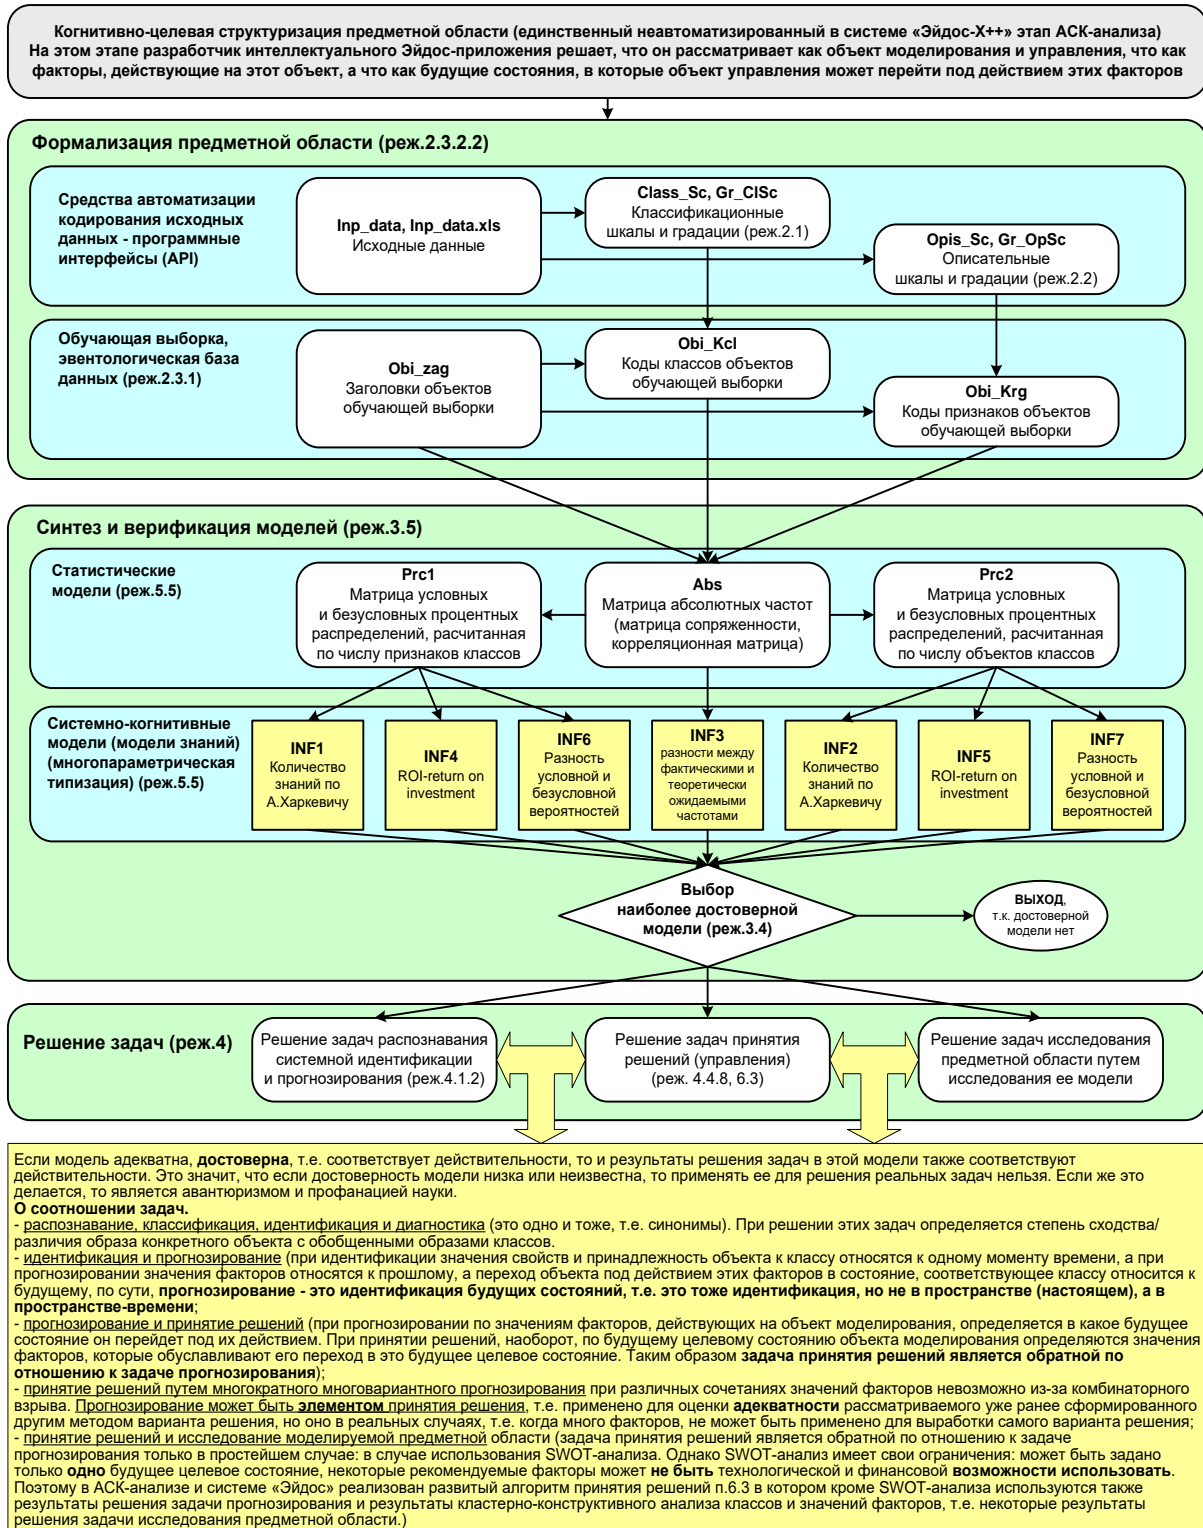 Когнитивно-целевая структуризация предметной области (единственный неавтоматизированный в системе «Эйдос-Х++» этап АСК-анализа)
На этом этапе разработчик интеллектуального Эйдос-приложения решает, что он рассматривает как объект моделирования и управления, что как
факторы, действующие на этот объект, а что как будущие состояния, в которые объект управления может перейти под действием этих факторов
Формализация предметной области (реж.2.3.2.2)
Средства автоматизации
кодирования исходных
данных - программные
интерфейсы (API)
Inp_data, Inp_data.xls
Исходные данные
Class_Sc, Gr_ClSc
Классификационные
шкалы и градации (реж.2.1)
Opis_Sc, Gr_OpSc
Описательные
шкалы и градации (реж.2.2)
Обучающая выборка,
эвентологическая база
данных (реж.2.3.1)
Obi_zag
Заголовки объектов
обучающей выборки
Obi_Kcl
Коды классов объектов
обучающей выборки
Obi_Krg
Коды признаков объектов
обучающей выборки
Синтез и верификация моделей (реж.3.5)
Статистические
модели (реж.5.5)
Prc1
Матрица условных
и безусловных процентных
распределений, расчитанная
по числу признаков классов
Abs
Матрица абсолютных частот
(матрица сопряженности,
корреляционная матрица)
Prc2
Матрица условных
и безусловных процентных
распределений, расчитанная
по числу объектов классов
Системно-когнитивные
модели (модели знаний)
(многопараметрическая
типизация) (реж.5.5)
INF1
Количество
знаний по
А.Харкевичу
INF4
ROI-return on
investment
INF6
Разность
условной и
безусловной
вероятностей
INF3
разности между
фактическими и
теоретически
ожидаемыми
частотами
INF2
Количество
знаний по
А.Харкевичу
INF5
ROI-return on
investment
INF7
Разность
условной и
безусловной
вероятностей
Выбор
наиболее достоверной
модели (реж.3.4)
ВЫХОД,
т.к. достоверной
модели нет
Решение задач (реж.4)
Решение задач распознавания
системной идентификации
и прогнозирования (реж.4.1.2)
Решение задач принятия
решений (управления)
(реж. 4.4.8, 6.3)
Решение задач исследования
предметной области путем
исследования ее модели
Если модель адекватна, достоверна, т.е. соответствует действительности, то и результаты решения задач в этой модели также соответствуют
действительности. Это значит, что если достоверность модели низка или неизвестна, то применять ее для решения реальных задач нельзя. Если же это
делается, то является авантюризмом и профанацией науки.
О соотношении задач.
- распознавание, классификация, идентификация и диагностика (это одно и тоже, т.е. синонимы). При решении этих задач определяется степень сходства/
различия образа конкретного объекта с обобщенными образами классов.
- идентификация и прогнозирование (при идентификации значения свойств и принадлежность объекта к классу относятся к одному моменту времени, а при
прогнозировании значения факторов относятся к прошлому, а переход объекта под действием этих факторов в состояние, соответствующее классу относится к
будущему, по сути, прогнозирование - это идентификация будущих состояний, т.е. это тоже идентификация, но не в пространстве (настоящем), а в
пространстве-времени;
- прогнозирование и принятие решений (при прогнозировании по значениям факторов, действующих на объект моделирования, определяется в какое будущее
состояние он перейдет под их действием. При принятии решений, наоборот, по будущему целевому состоянию объекта моделирования определяются значения
факторов, которые обуславливают его переход в это будущее целевое состояние. Таким образом задача принятия решений является обратной по
отношению к задаче прогнозирования);
- принятие решений путем многократного многовариантного прогнозирования при различных сочетаниях значений факторов невозможно из-за комбинаторного
взрыва. Прогнозирование может быть элементом принятия решения, т.е. применено для оценки адекватности рассматриваемого уже ранее сформированного
другим методом варианта решения, но оно в реальных случаях, т.е. когда много факторов, не может быть применено для выработки самого варианта решения;
- принятие решений и исследование моделируемой предметной области (задача принятия решений является обратной по отношению к задаче
прогнозирования только в простейшем случае: в случае использования SWOT-анализа. Однако SWOT-анализ имеет свои ограничения: может быть задано
только одно будущее целевое состояние, некоторые рекомендуемые факторы может не быть технологической и финансовой возможности использовать.
Поэтому в АСК-анализе и системе «Эйдос» реализован развитый алгоритм принятия решений п.6.3 в котором кроме SWOT-анализа используются также
результаты решения задачи прогнозирования и результаты кластерно-конструктивного анализа классов и значений факторов, т.е. некоторые результаты
решения задачи исследования предметной области.)